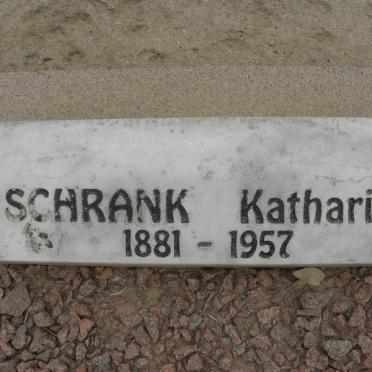 SCHRANK Kathari
1881 - 1957